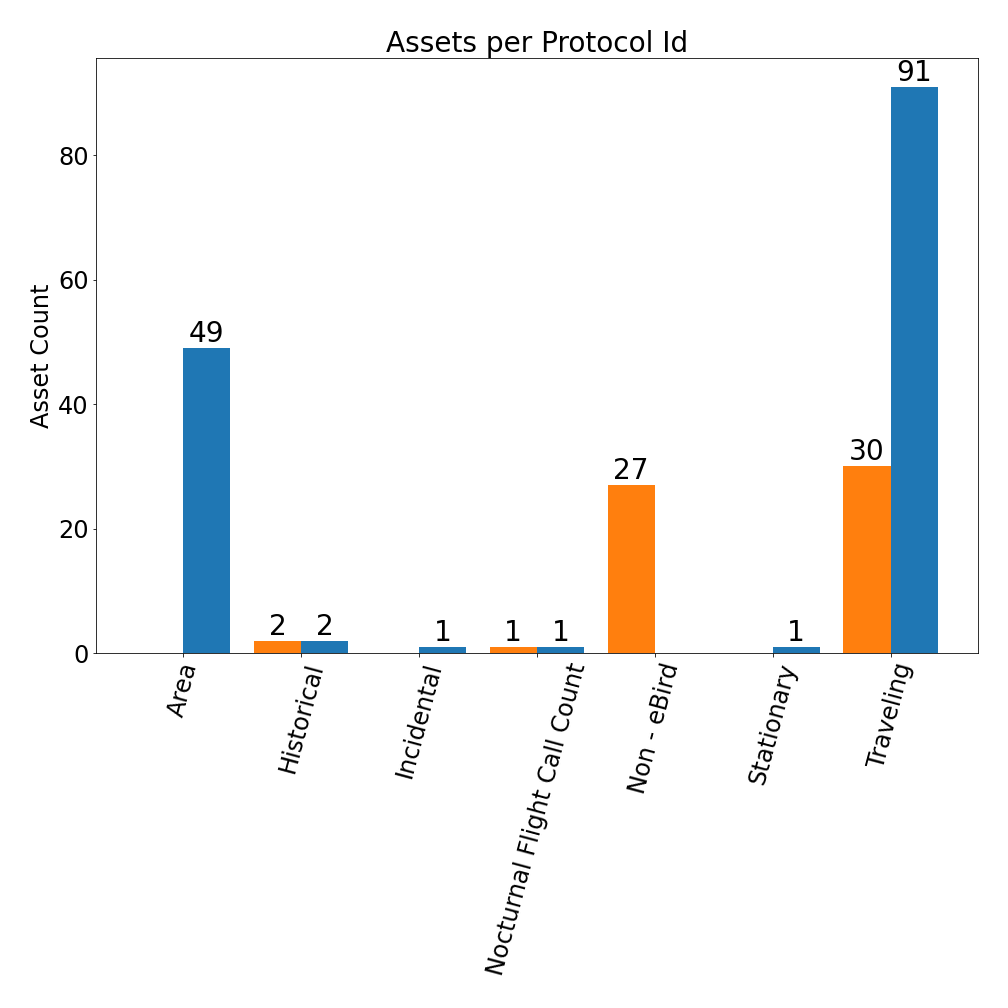 Assets per Protocol Id
Asset Count
80
60
40
20
0
49
2
2
1
1
1
27
1
30
91
Area
Historical
Incidental
Nocturnal Flight Call Count
Non - eBird
Stationary
Traveling